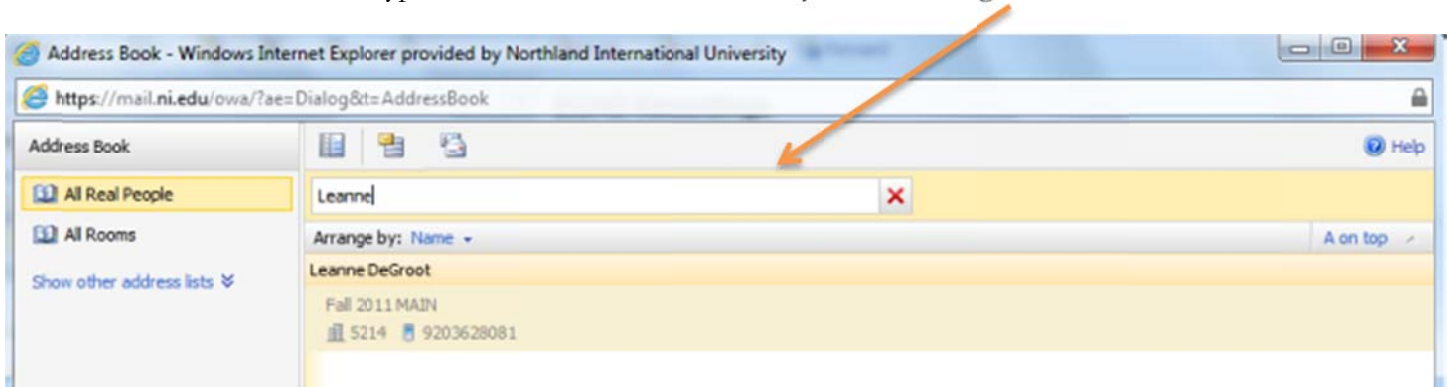 Address Book - Windows Internet Explorer provided by Northland International University
https://mail.ni.edu/owa/?ae=Dialog&t=AddressBook
Address Book
Help
All Real People
Leanne
All Rooms
Arrange by: Name
A on top
Show other address lists
Leanne DeGroot
Fall 2011 MAIN
5214 9203628081